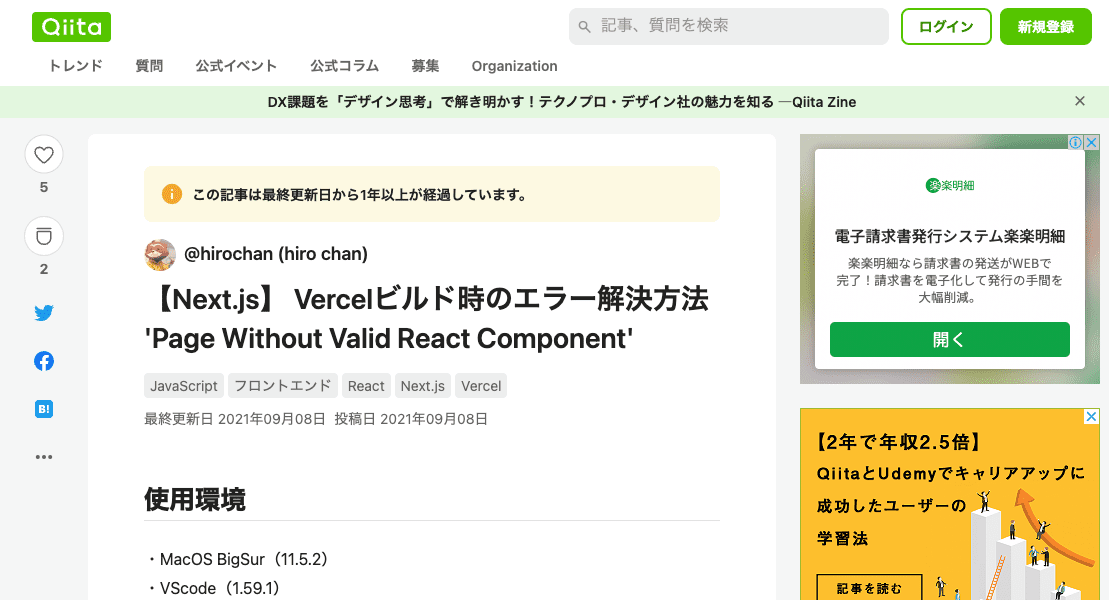 Qiita
記事、質問を検索
ログイン
新規登録
トレンド 質問 公式イベント 公式コラム 募集 Organization
DX課題を「デザイン思考」で解き明かす！テクノプロ・デザイン社の魅力を知る ―Qiita Zine
この記事は最終更新日から1年以上が経過しています。
@hirochan (hiro chan)
【Next.js】 Vercelビルド時のエラー解決方法
'Page Without Valid React Component'
JavaScript フロントエンド React Next.js Vercel
最終更新日 2021年09月08日 投稿日 2021年09月08日
使用環境
・MacOS BigSur（11.5.2）
・VScode（1.59.1）
5
2
B!
楽楽明細
電子請求書発行システム楽楽明細
楽楽明細なら請求書の発送がWEBで
完了！請求書を電子化して発行の手間を
大幅削減。
開く
【2年で年収2.5倍】
QiitaとUdemyでキャリアアップに
成功したユーザーの
学習法
記事を読む